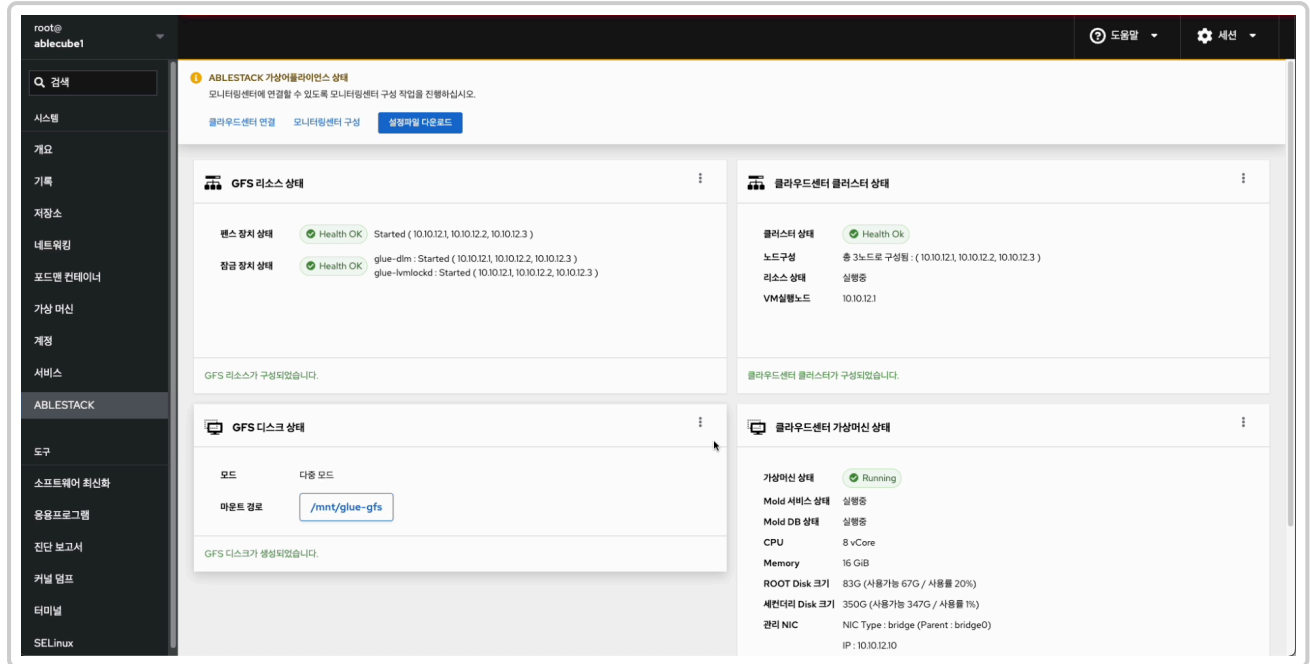 root@
ablecube1
도움말
세션
검색
시스템
개요
기록
저장소
네트워킹
포드맨 컨테이너
가상 머신
계정
서비스
ABLESTACK
도구
소프트웨어 최신화
응용프로그램
진단 보고서
커널 덤프
터미널
SELinux
ABLESTACK 가상어플라이언스 상태
모니터링센터에 연결할 수 있도록 모니터링센터 구성 작업을 진행하십시오.
클라우드센터 연결 모니터링센터 구성 설정파일 다운로드
GFS 리소스 상태
펜스 장치 상태 Health OK Started ( 10.10.12.1, 10.10.12.2, 10.10.12.3 )
잠금 장치 상태 Health OK glue-dlm : Started ( 10.10.12.1, 10.10.12.2, 10.10.12.3 )
glue-lvmlockd : Started ( 10.10.12.1, 10.10.12.2, 10.10.12.3 )
GFS 리소스가 구성되었습니다.
클라우드센터 클러스터 상태
클러스터 상태 Health Ok
노드구성 총 3노드로 구성됨 : ( 10.10.12.1, 10.10.12.2, 10.10.12.3 )
리소스 상태 실행중
VM실행노드 10.10.12.1
클라우드센터 클러스터가 구성되었습니다.
GFS 디스크 상태
모드 다중 모드
마운트 경로 /mnt/glue-gfs
GFS 디스크가 생성되었습니다.
클라우드센터 가상머신 상태
가상머신 상태 Running
Mold 서비스 상태 실행중
Mold DB 상태 실행중
CPU 8 vCore
Memory 16 GiB
ROOT Disk 크기 83G (사용가능 67G / 사용률 20%)
세컨더리 Disk 크기 350G (사용가능 347G / 사용률 1%)
관리 NIC NIC Type : bridge (Parent : bridge0)
IP : 10.10.12.10